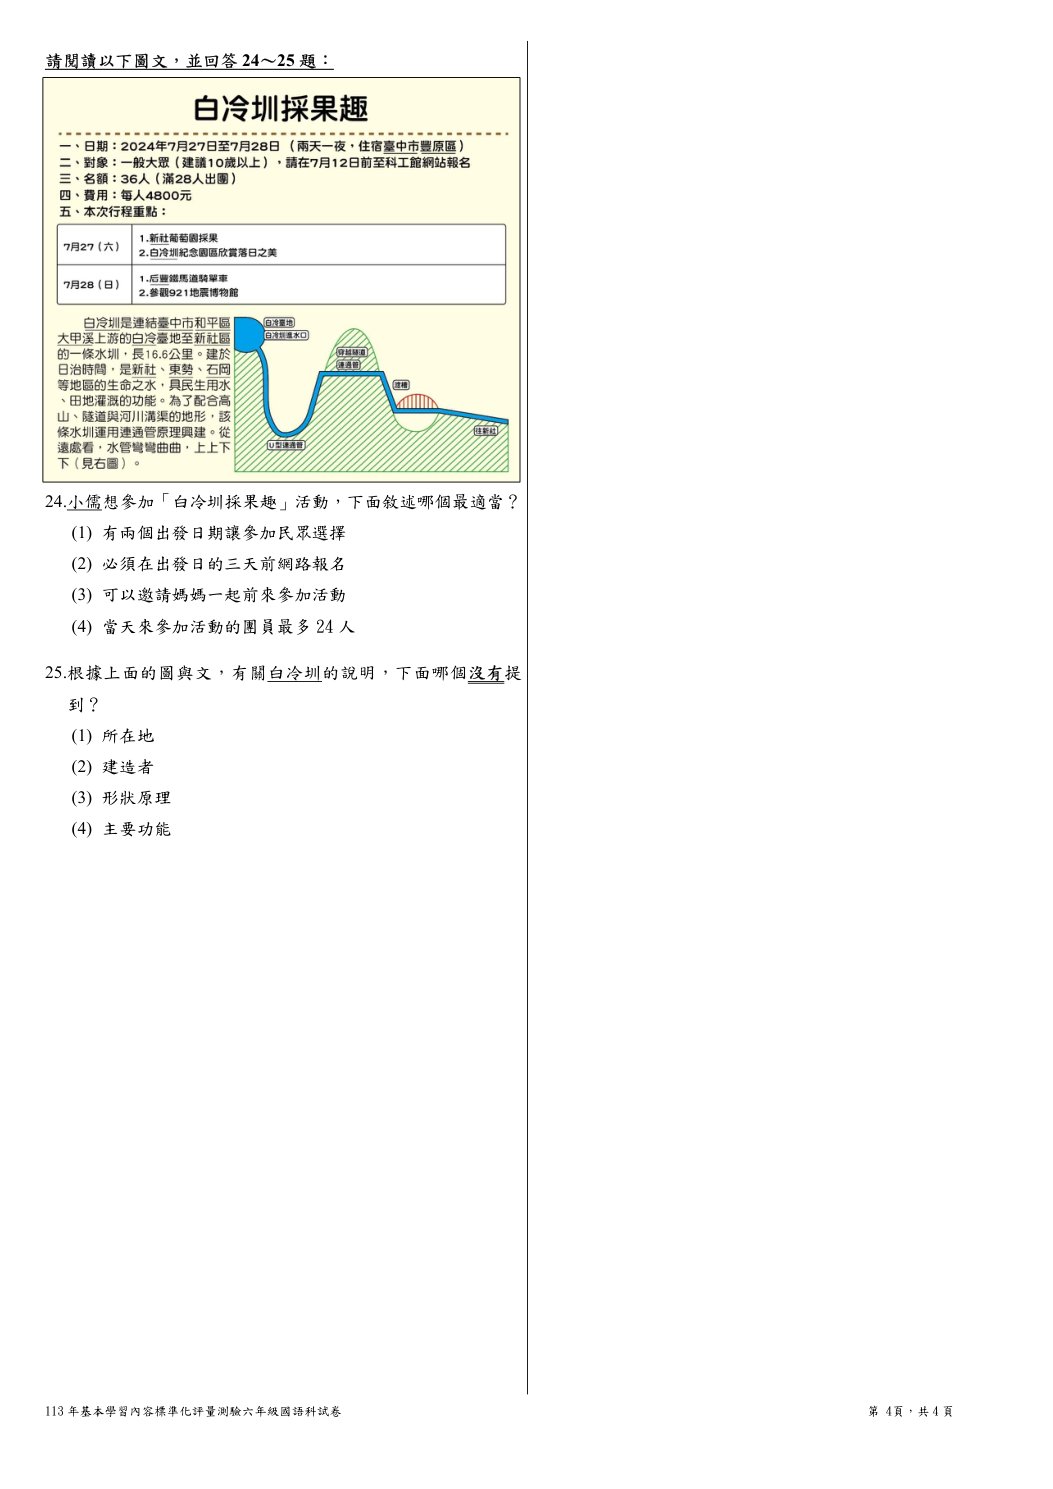 請閱讀以下圖文，並回答 24～25 題：
白冷圳採果趣
一、日期：2024年7月27日至7月28日（兩天一夜，住宿臺中市豐原區）
二、對象：一般大眾（建議10歲以上），請在7月12日前至科工館網站報名
三、名額：36人（滿28人出團）
四、費用：每人4800元
五、本次行程重點：
7月27（六）
1.新社葡萄園採果
2.白冷圳紀念園區欣賞落日之美
7月28（日）
1.后豐鐵馬道騎單車
2.參觀921地震博物館
白冷圳是連結臺中市和平區
大甲溪上游的白冷臺地至新社區
的一條水圳，長16.6公里。建於
日治時間，是新社、東勢、石岡
等地區的生命之水，具民生用水
、田地灌溉的功能。為了配合高
山、隧道與河川溝渠的地形，該
條水圳運用連通管原理興建。從
遠處看，水管彎彎曲曲，上上下
下（見右圖）。
白冷臺地
白冷圳進水口
穿越隧道
連通管
渡槽
U型連通管
往新社
24.小儒想參加「白冷圳採果趣」活動，下面敘述哪個最適當？
(1) 有兩個出發日期讓參加民眾選擇
(2) 必須在出發日的三天前網路報名
(3) 可以邀請媽媽一起前來參加活動
(4) 當天來參加活動的團員最多 24 人
25.根據上面的圖與文，有關白冷圳的說明，下面哪個沒有提
到？
(1) 所在地
(2) 建造者
(3) 形狀原理
(4) 主要功能
113 年基本學習內容標準化評量測驗六年級國語科試卷
第 4頁，共 4 頁